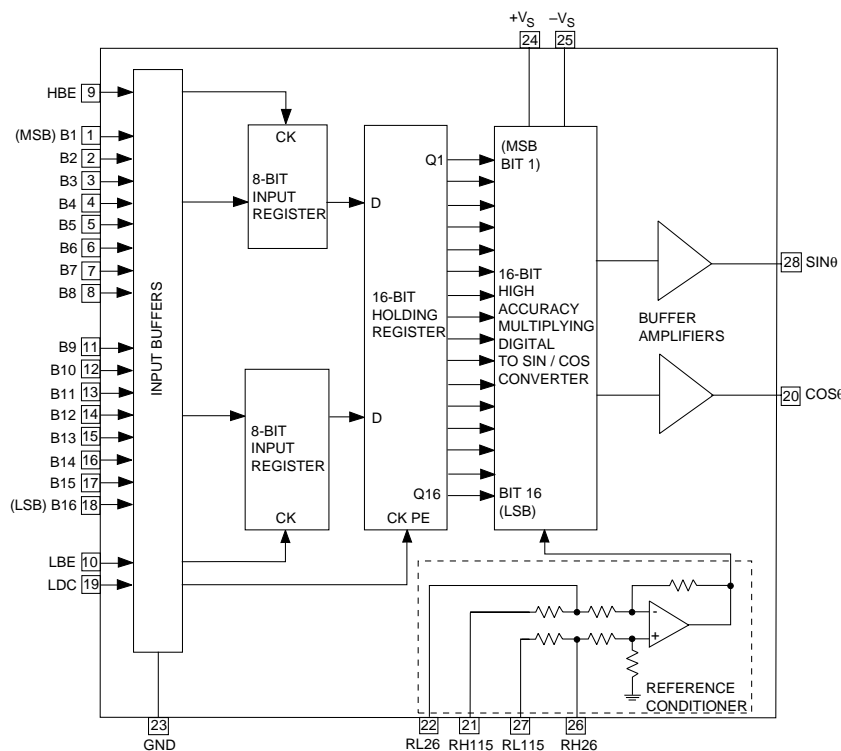 +VS –VS
24 25
HBE 9
(MSB) B1 1
B2 2
B3 3
B4 4
B5 5
B6 6
B7 7
B8 8
B9 11
B10 12
B11 13
B12 14
B13 15
B14 16
B15 17
(LSB) B16 18
LBE 10
LDC 19
INPUT BUFFERS
CK
8-BIT
INPUT
REGISTER
8-BIT
INPUT
REGISTER
CK
D
16-BIT
HOLDING
REGISTER
D
CK PE
Q1
Q16
(MSB
BIT 1)
16-BIT
HIGH
ACCURACY
MULTIPLYING
DIGITAL
TO SIN / COS
CONVERTER
BIT 16
(LSB)
BUFFER
AMPLIFIERS
28 SINθ
20 COSθ
-
+
REFERENCE
CONDITIONER
23
GND
22 21 27 26
RL26 RH115 RL115 RH26